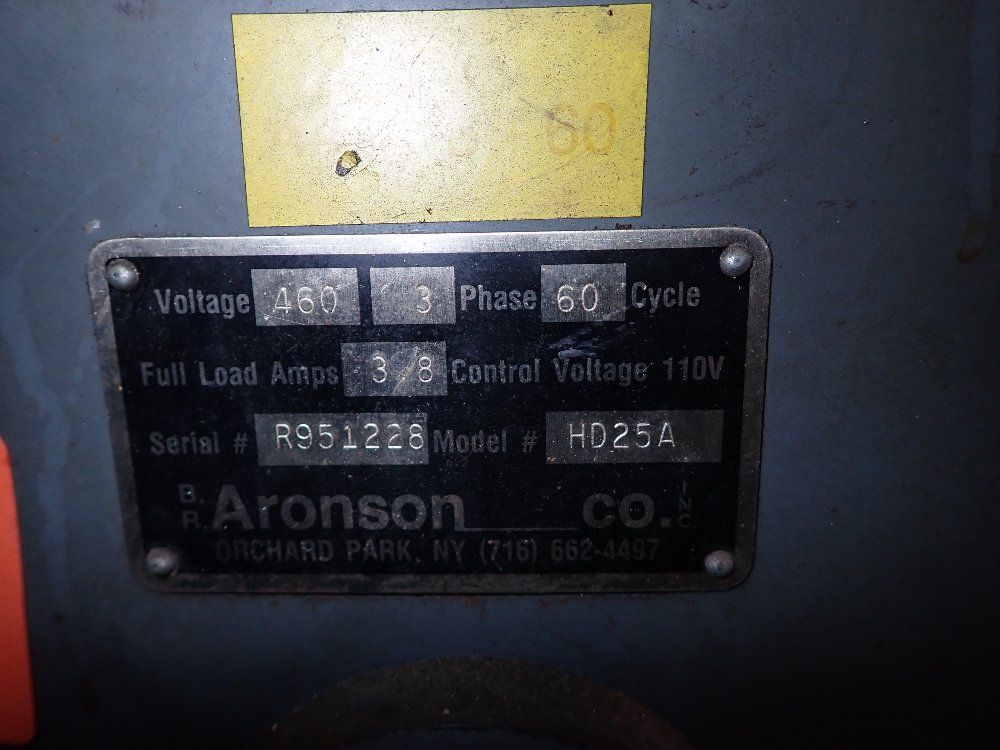 60
Voltage 460 3 Phase 60 Cycle
Full Load Amps 3/8 Control Voltage 110V
Serial # R951228 Model # HD25A
B. R. Aronson CO. INC
ORCHARD PARK, NY (716) 662-4497